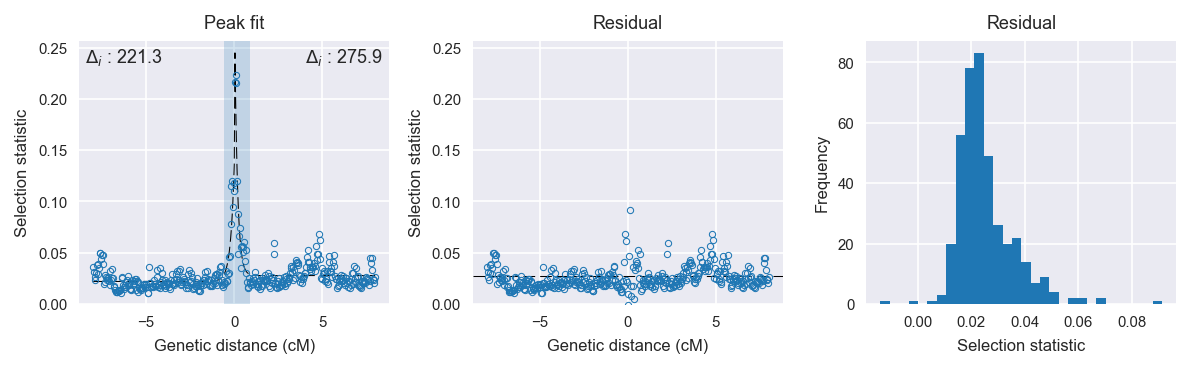 Peak fit
Δi : 221.3
Δi : 275.9
Selection statistic
0.25
0.20
0.15
0.10
0.05
0.00
−5
0
5
Genetic distance (cM)
Residual
Selection statistic
0.25
0.20
0.15
0.10
0.05
0.00
−5
0
5
Genetic distance (cM)
Residual
Frequency
80
60
40
20
0
0.00
0.02
0.04
0.06
0.08
Selection statistic